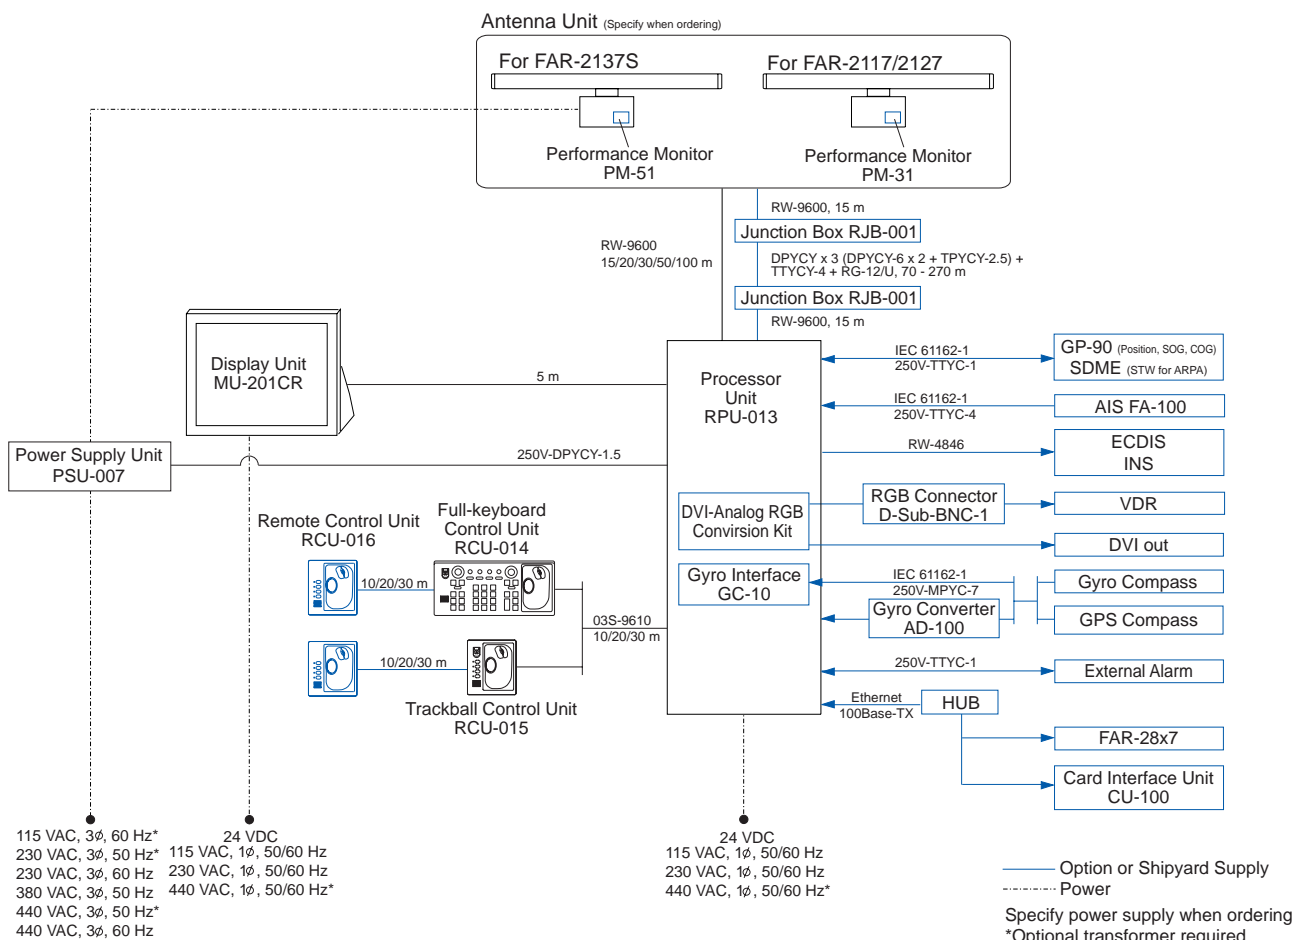 Antenna Unit (Specify when ordering)
For FAR-2137S
For FAR-2117/2127
Performance Monitor
PM-51
Performance Monitor
PM-31
RW-9600
15/20/30/50/100 m
RW-9600, 15 m
Junction Box RJB-001
DPYCY x 3 (DPYCY-6 x 2 + TPYCY-2.5) +
TTYCY-4 + RG-12/U, 70 - 270 m
Junction Box RJB-001
RW-9600, 15 m
Display Unit
MU-201CR
5 m
Processor
Unit
RPU-013
IEC 61162-1
250V-TTYC-1
GP-90 (Position, SOG, COG)
SDME (STW for ARPA)
IEC 61162-1
250V-TTYC-4
AIS FA-100
Power Supply Unit
PSU-007
250V-DPYCY-1.5
RW-4846
ECDIS
INS
DVI-Analog RGB
Convirsion Kit
RGB Connector
D-Sub-BNC-1
VDR
DVI out
Remote Control Unit
RCU-016
Full-keyboard
Control Unit
RCU-014
10/20/30 m
Gyro Interface
GC-10
IEC 61162-1
250V-MPYC-7
Gyro Converter
AD-100
Gyro Compass
GPS Compass
03S-9610
10/20/30 m
10/20/30 m
Trackball Control Unit
RCU-015
250V-TTYC-1
External Alarm
Ethernet
100Base-TX
HUB
FAR-28x7
Card Interface Unit
CU-100
115 VAC, 3ø, 60 Hz*
230 VAC, 3ø, 50 Hz*
230 VAC, 3ø, 60 Hz
380 VAC, 3ø, 50 Hz
440 VAC, 3ø, 50 Hz*
440 VAC, 3ø, 60 Hz
24 VDC
115 VAC, 1ø, 50/60 Hz
230 VAC, 1ø, 50/60 Hz
440 VAC, 1ø, 50/60 Hz*
24 VDC
115 VAC, 1ø, 50/60 Hz
230 VAC, 1ø, 50/60 Hz
440 VAC, 1ø, 50/60 Hz*
Option or Shipyard Supply
Power
Specify power supply when ordering
*Optional transformer required